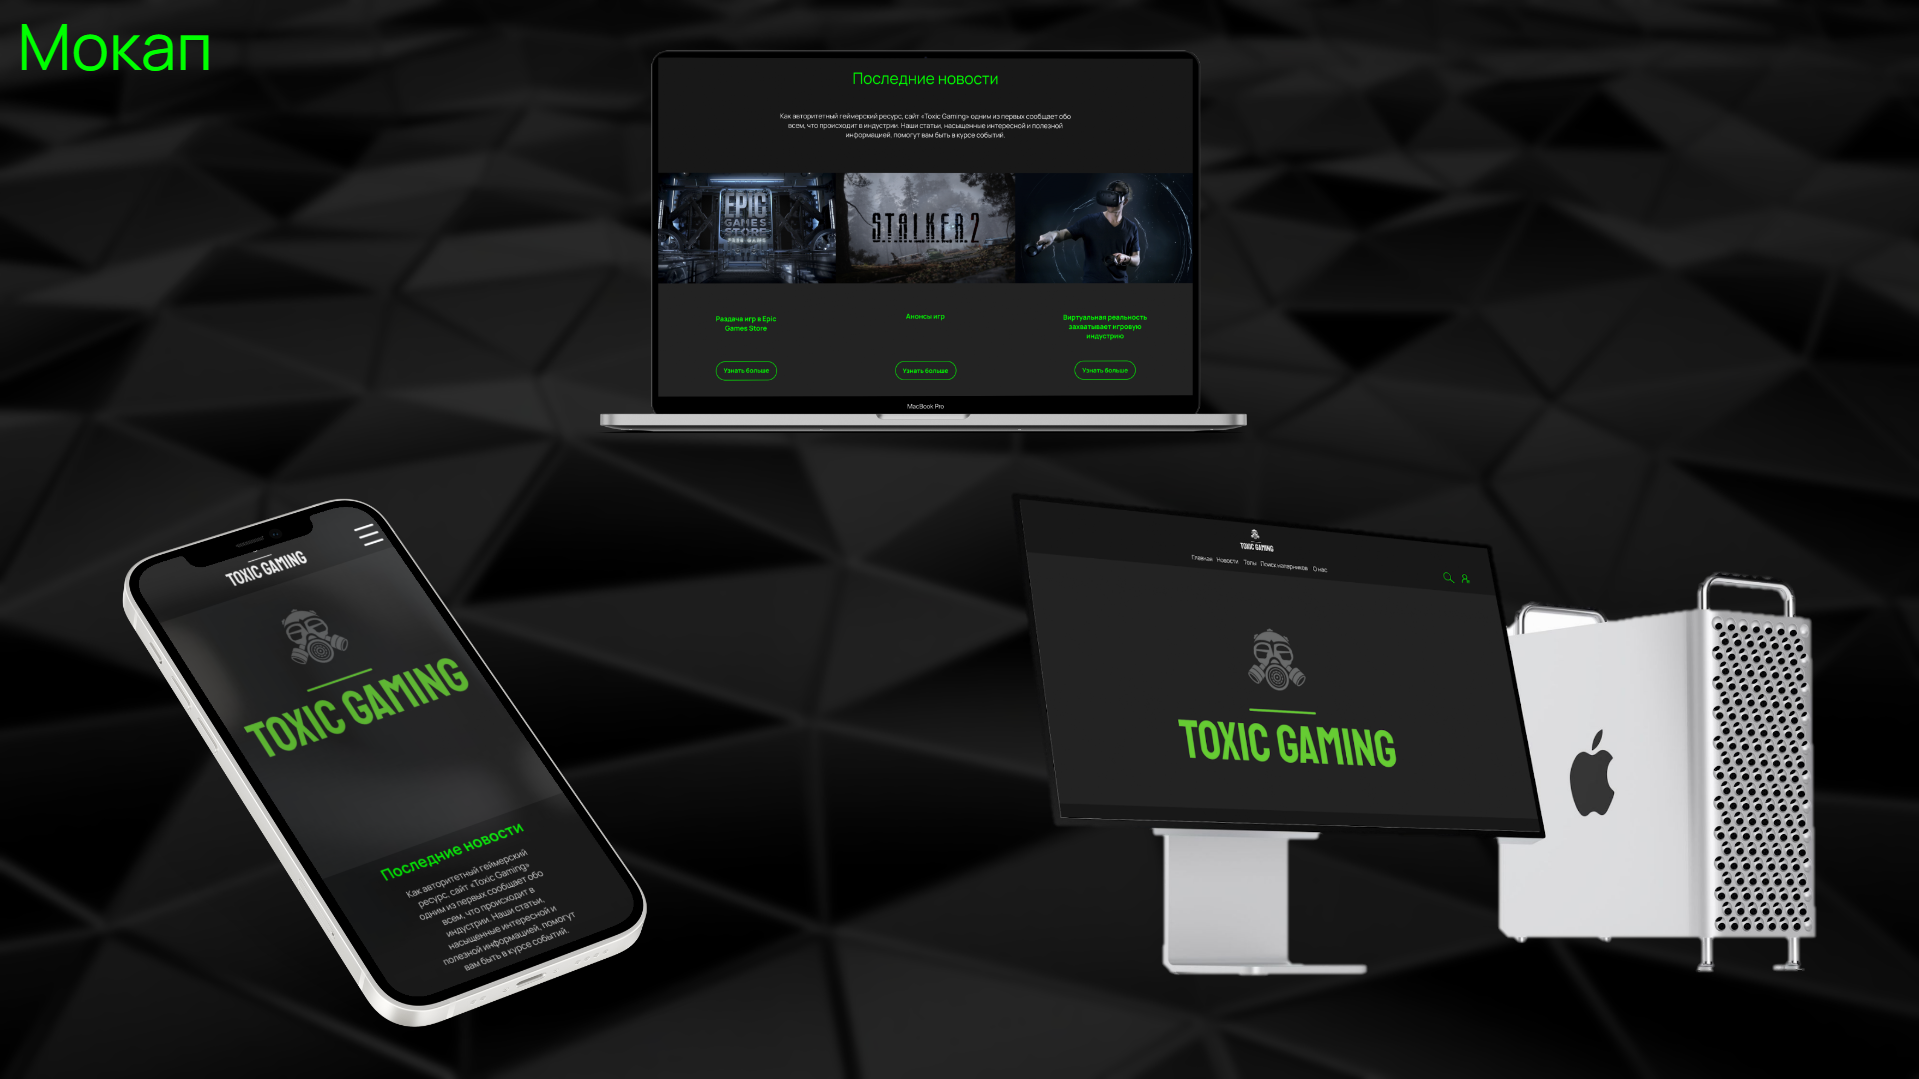 Мокап
Последние новости
Как авторитетный геймерский ресурс, сайт «Toxic Gaming» одним из первых сообщает обо
всем, что происходит в индустрии. Наши статьи, насыщенные интересной и полезной
информацией, помогут вам быть в курсе событий.
EPIC
GAMES
STORE
FREE GAME
S.T.A.L.K.E.R. 2
Раздача игр в Epic
Games Store
Анонсы игр
Виртуальная реальность
захватывает игровую
индустрию
Узнать больше
Узнать больше
Узнать больше
MacBook Pro
TOXIC GAMING
TOXIC GAMING
Последние новости
Как авторитетный геймерский
ресурс, сайт «Toxic Gaming»
одним из первых сообщает обо
всем, что происходит в
индустрии. Наши статьи,
насыщенные интересной и
полезной информацией, помогут
вам быть в курсе событий.
TOXIC GAMING
Главная Новости Топы Поиск напарников О нас
TOXIC GAMING